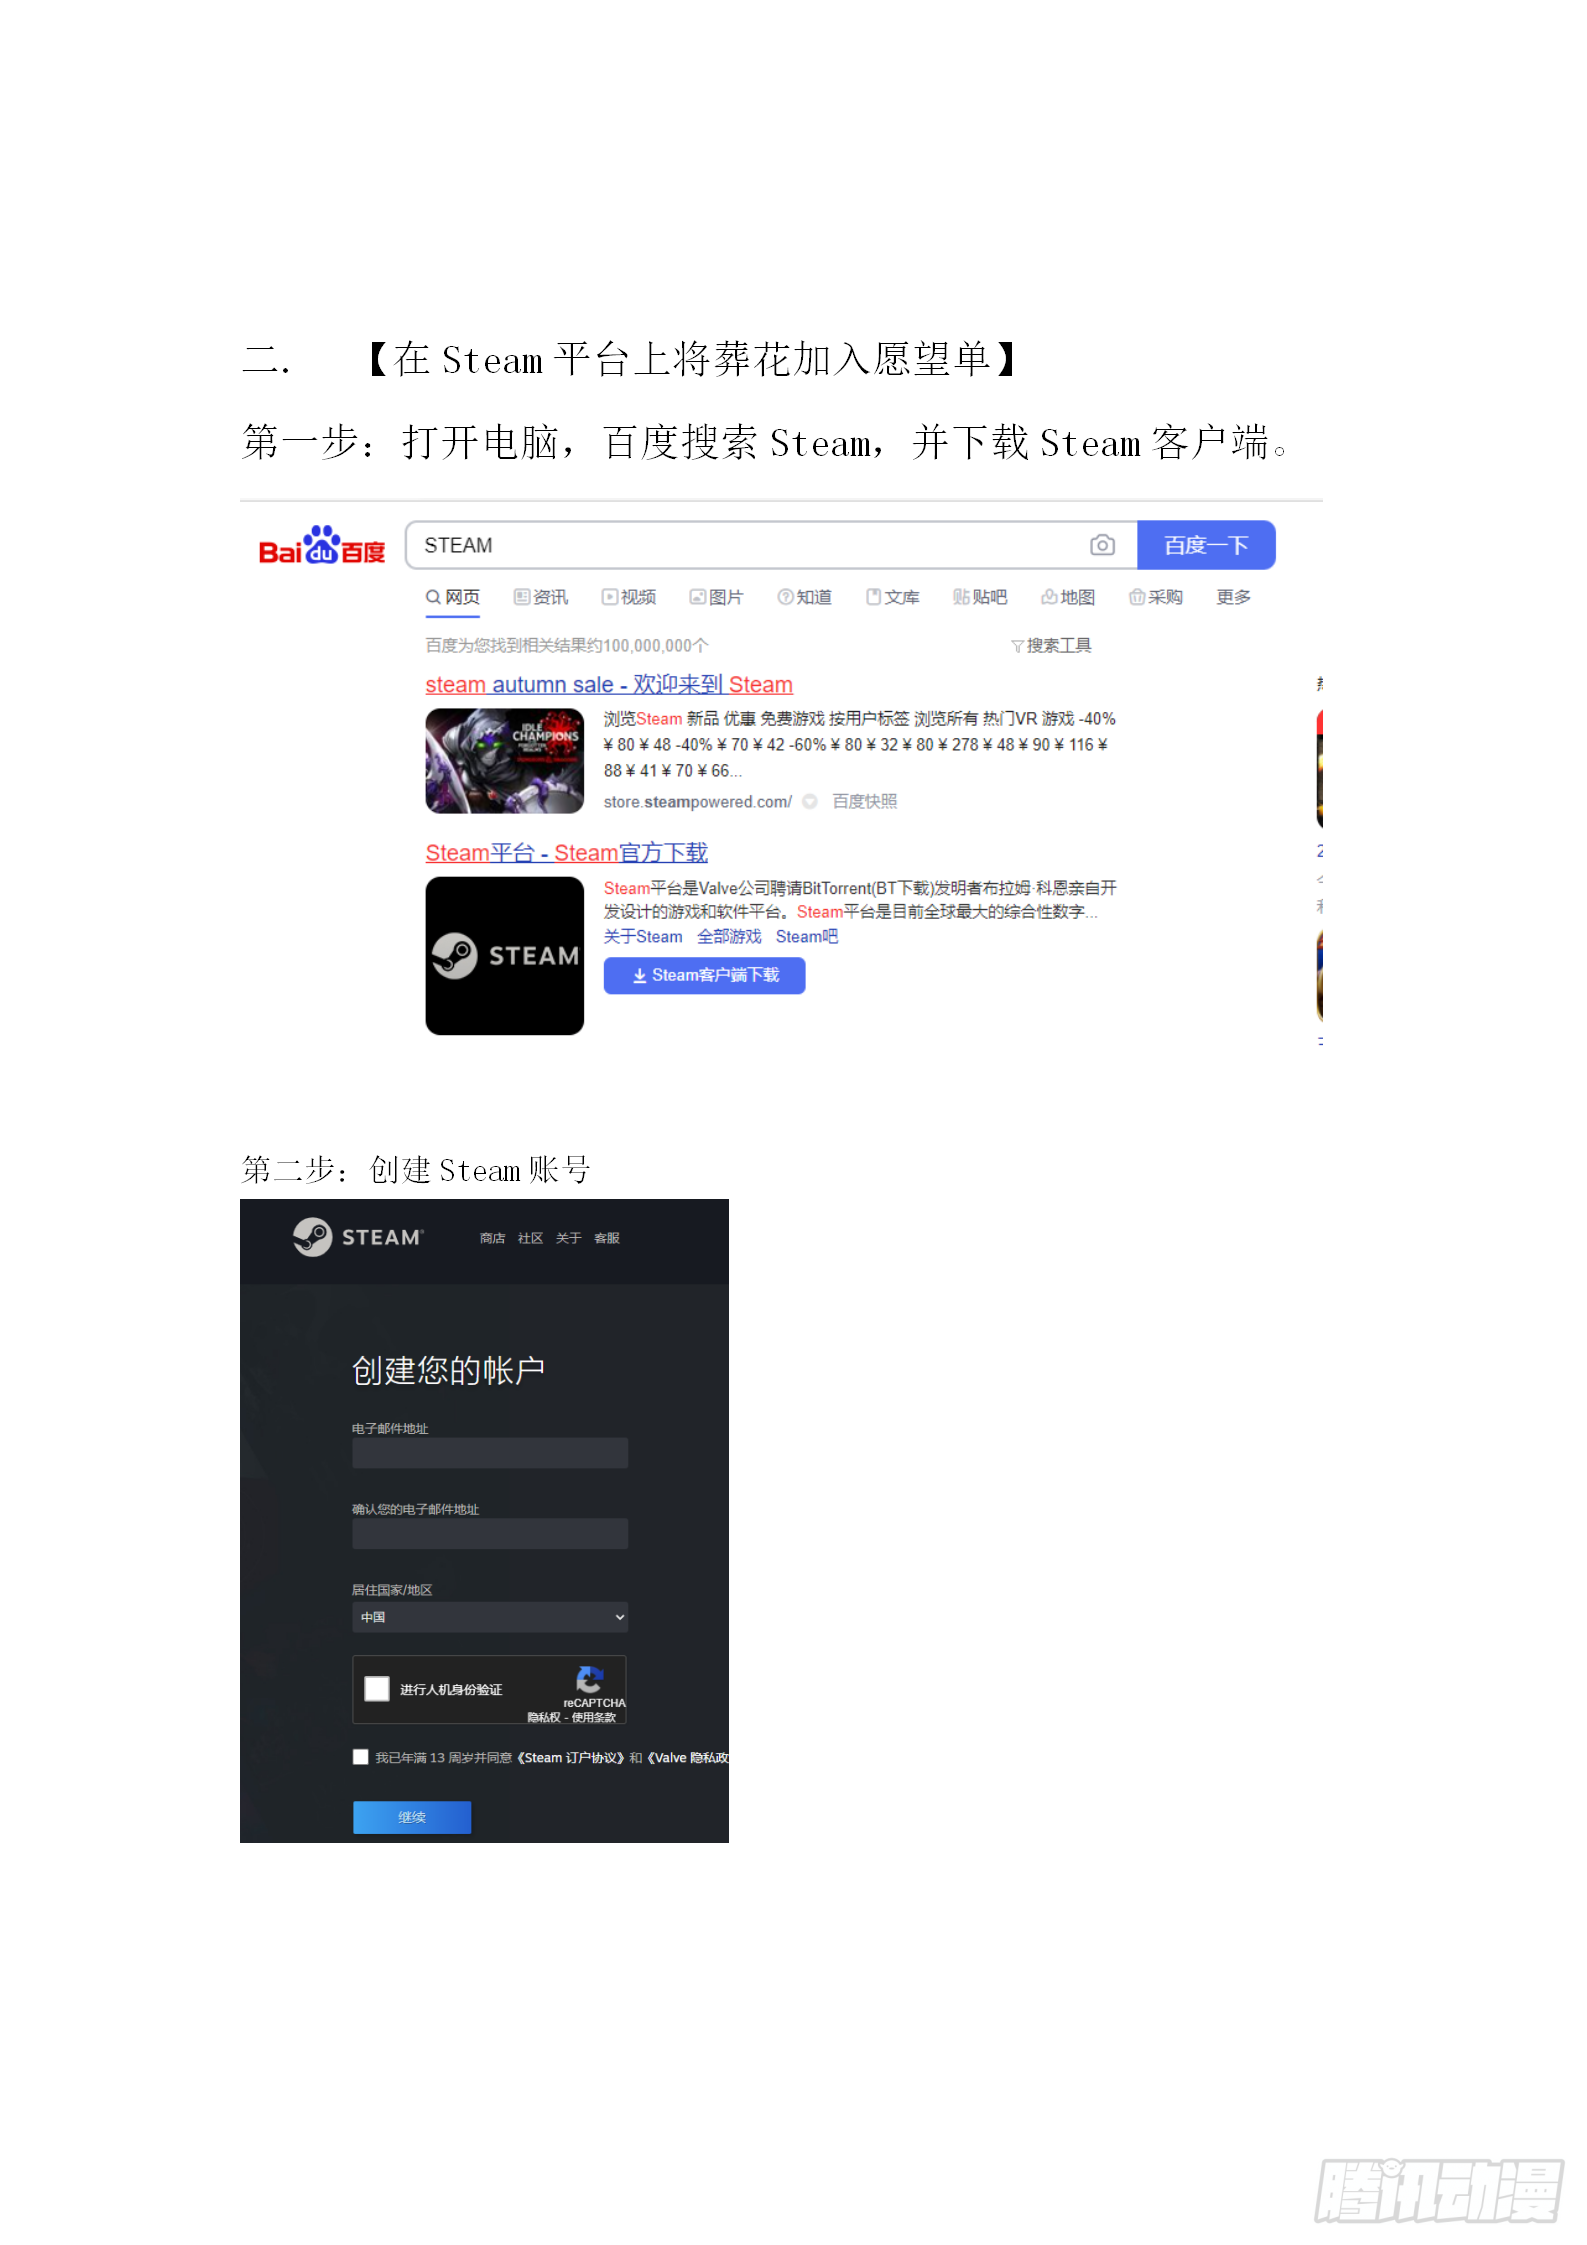 二. 【在 Steam 平台上将葬花加入愿望单】
第一步：打开电脑，百度搜索 Steam，并下载 Steam 客户端。
Bai du 百度 STEAM 百度一下
网页 资讯 视频 图片 知道 文库 贴吧 地图 采购 更多
百度为您找到相关结果约100,000,000个 搜索工具
steam autumn sale - 欢迎来到 Steam
IDLE CHAMPIONS
浏览Steam 新品 优惠 免费游戏 按用户标签 浏览所有 热门VR 游戏 -40%
¥ 80 ¥ 48 -40% ¥ 70 ¥ 42 -60% ¥ 80 ¥ 32 ¥ 80 ¥ 278 ¥ 48 ¥ 90 ¥ 116 ¥
88 ¥ 41 ¥ 70 ¥ 66...
store.steampowered.com/ 百度快照
Steam平台 - Steam官方下载
Steam平台是Valve公司聘请BitTorrent(BT下载)发明者布拉姆·科恩亲自开
发设计的游戏和软件平台。Steam平台是目前全球最大的综合性数字...
关于Steam 全部游戏 Steam吧
STEAM
Steam客户端下载
第二步：创建 Steam 账号
STEAM 商店 社区 关于 客服
创建您的帐户
电子邮件地址
确认您的电子邮件地址
居住国家/地区
中国
进行人机身份验证
reCAPTCHA
隐私权 - 使用条款
我已年满 13 周岁并同意《Steam 订户协议》和《Valve 隐私政
继续
腾讯动漫